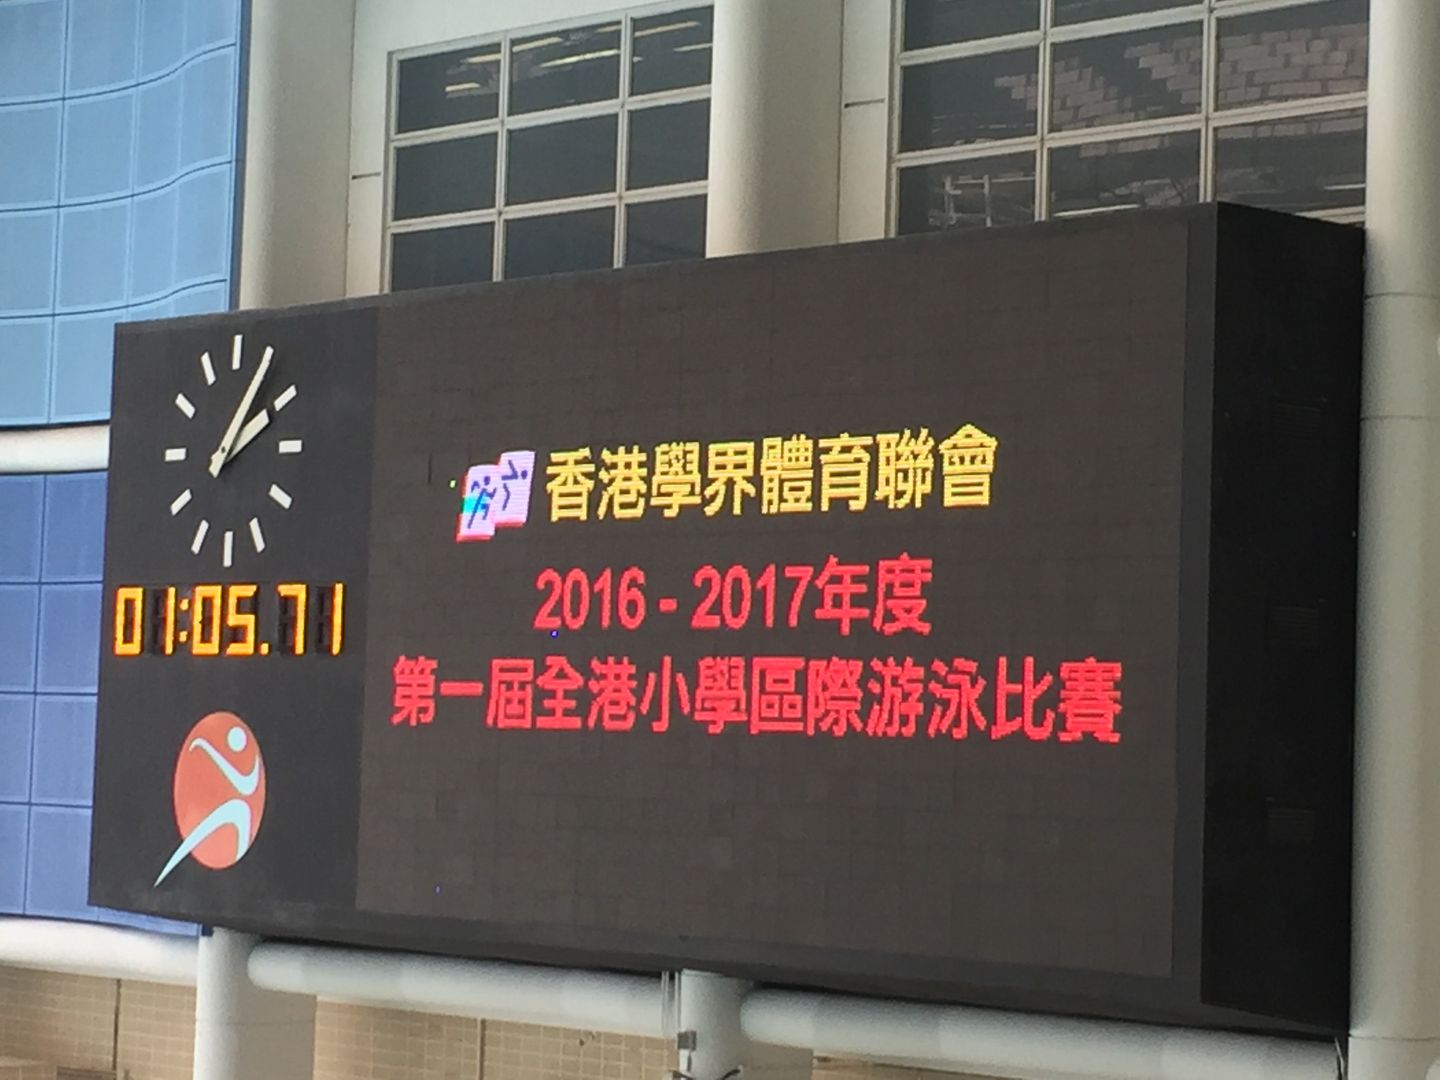 香港學界體育聯會
2016 - 2017年度
第一屆全港小學區際游泳比賽
01:05.71